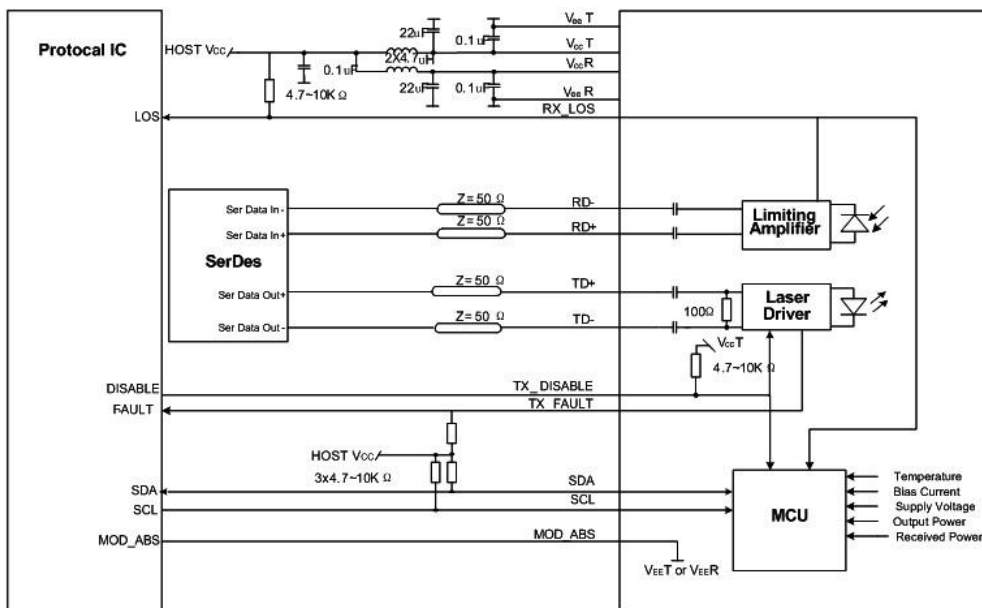 Protocal IC
HOST Vcc
22uF
0.1uF
2X4.7uH
0.1uF
22uF
0.1uF
4.7~10K Ω
VeeT
VccT
VccR
VeeR
LOS
RX_LOS
SerDes
Ser Data In -
Ser Data In+
Ser Data Out+
Ser Data Out -
Z=50 Ω
Z=50 Ω
Z=50 Ω
Z=50 Ω
RD-
RD+
TD+
TD-
Limiting
Amplifier
100Ω
Laser
Driver
VccT
4.7~10K Ω
DISABLE
TX_DISABLE
FAULT
TX_FAULT
HOST Vcc
3x4.7~10K Ω
SDA
SDA
SCL
SCL
MOD_ABS
MOD_ABS
VEET or VEER
MCU
Temperature
Bias Current
Supply Voltage
Output Power
Received Power